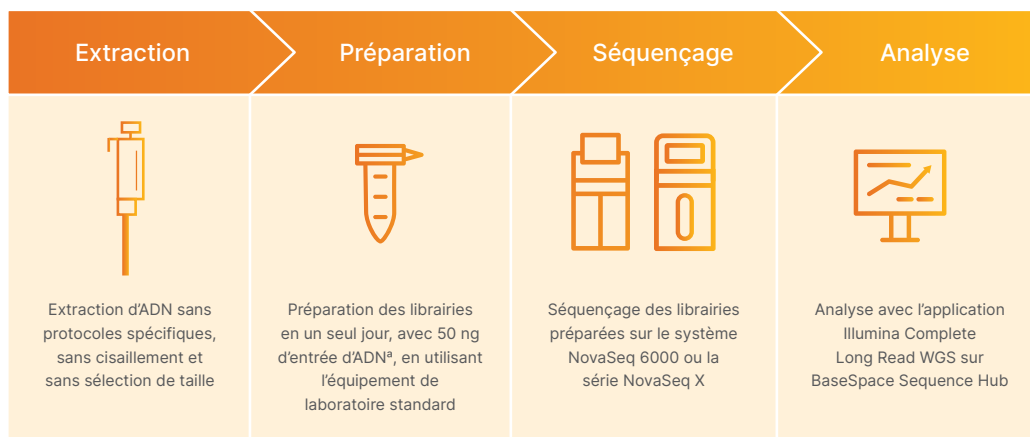 Extraction
Préparation
Séquençage
Analyse
Extraction d’ADN sans
protocoles spécifiques,
sans cisaillement et
sans sélection de taille
Préparation des librairies
en un seul jour, avec 50 ng
d’entrée d’ADNª, en utilisant
l’équipement de
laboratoire standard
Séquençage des librairies
préparées sur le système
NovaSeq 6000 ou la
série NovaSeq X
Analyse avec l’application
Illumina Complete
Long Read WGS sur
BaseSpace Sequence Hub